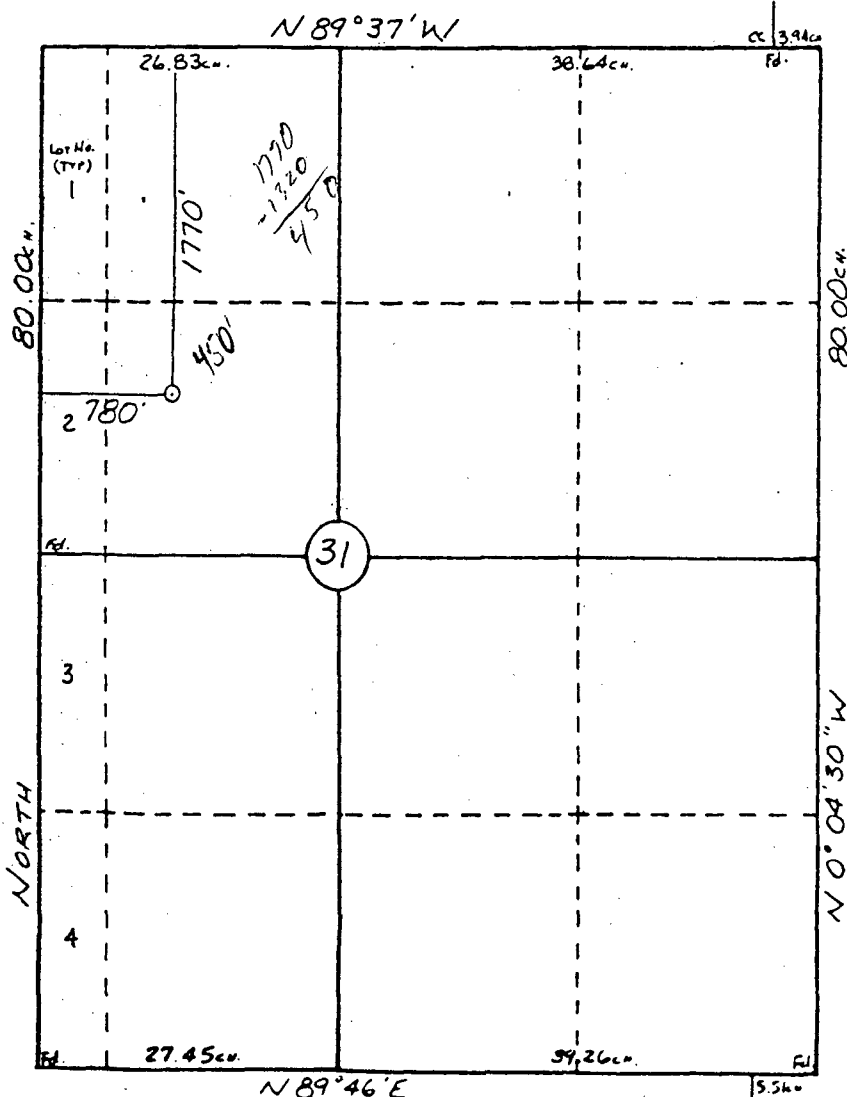 N 89°37' W
CC 3.94CH
26.83CH.
38.64CH.
Fd.
Lot No.
(TYP)
1
1770
-1320
450
1770'
80.00CH.
80.00CH.
450'
780'
2
Fd.
31
3
NORTH
N 0° 04' 30" W
4
Fd.
27.45CH.
39.26CH.
Fd
N 89°46' E